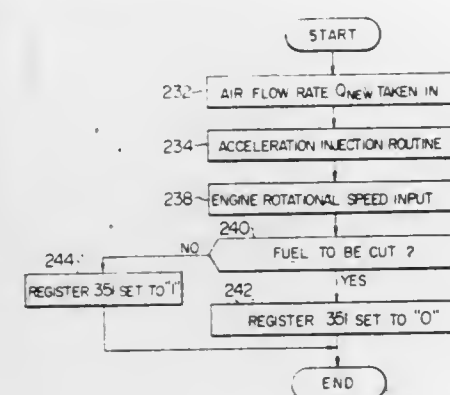 START
232 AIR FLOW RATE QNEW TAKEN IN
234 ACCELERATION INJECTION ROUTINE
238 ENGINE ROTATIONAL SPEED INPUT
240
NO FUEL TO BE CUT ?
244 YES
REGISTER 351 SET TO "1"
242
REGISTER 351 SET TO "0"
END